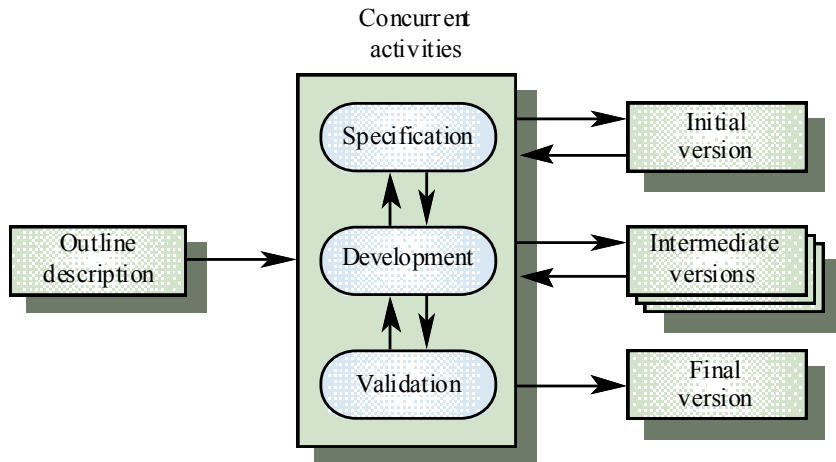 Concurrent
activities
Specification
Initial
version
Outline
description
Development
Intermediate
versions
Validation
Final
version